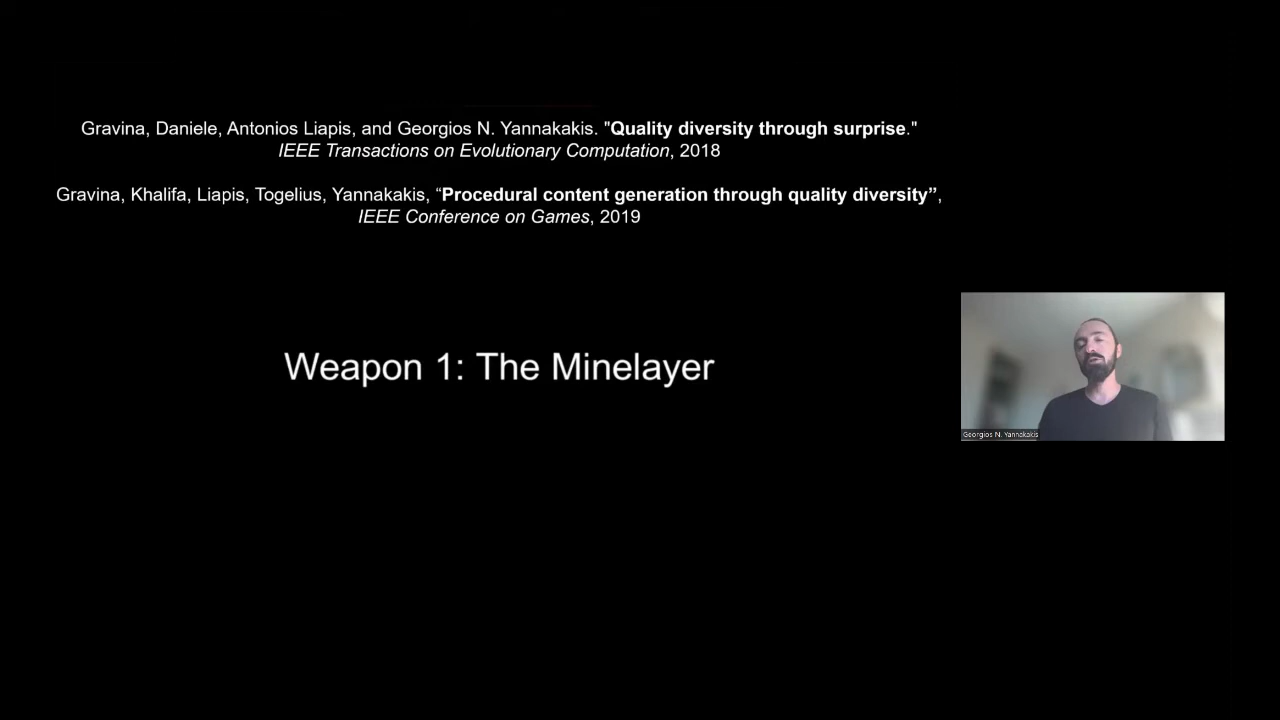 Gravina, Daniele, Antonios Liapis, and Georgios N. Yannakakis. "Quality diversity through surprise."
IEEE Transactions on Evolutionary Computation, 2018
Gravina, Khalifa, Liapis, Togelius, Yannakakis, “Procedural content generation through quality diversity”,
IEEE Conference on Games, 2019
Weapon 1: The Minelayer
Georgios N. Yannakakis